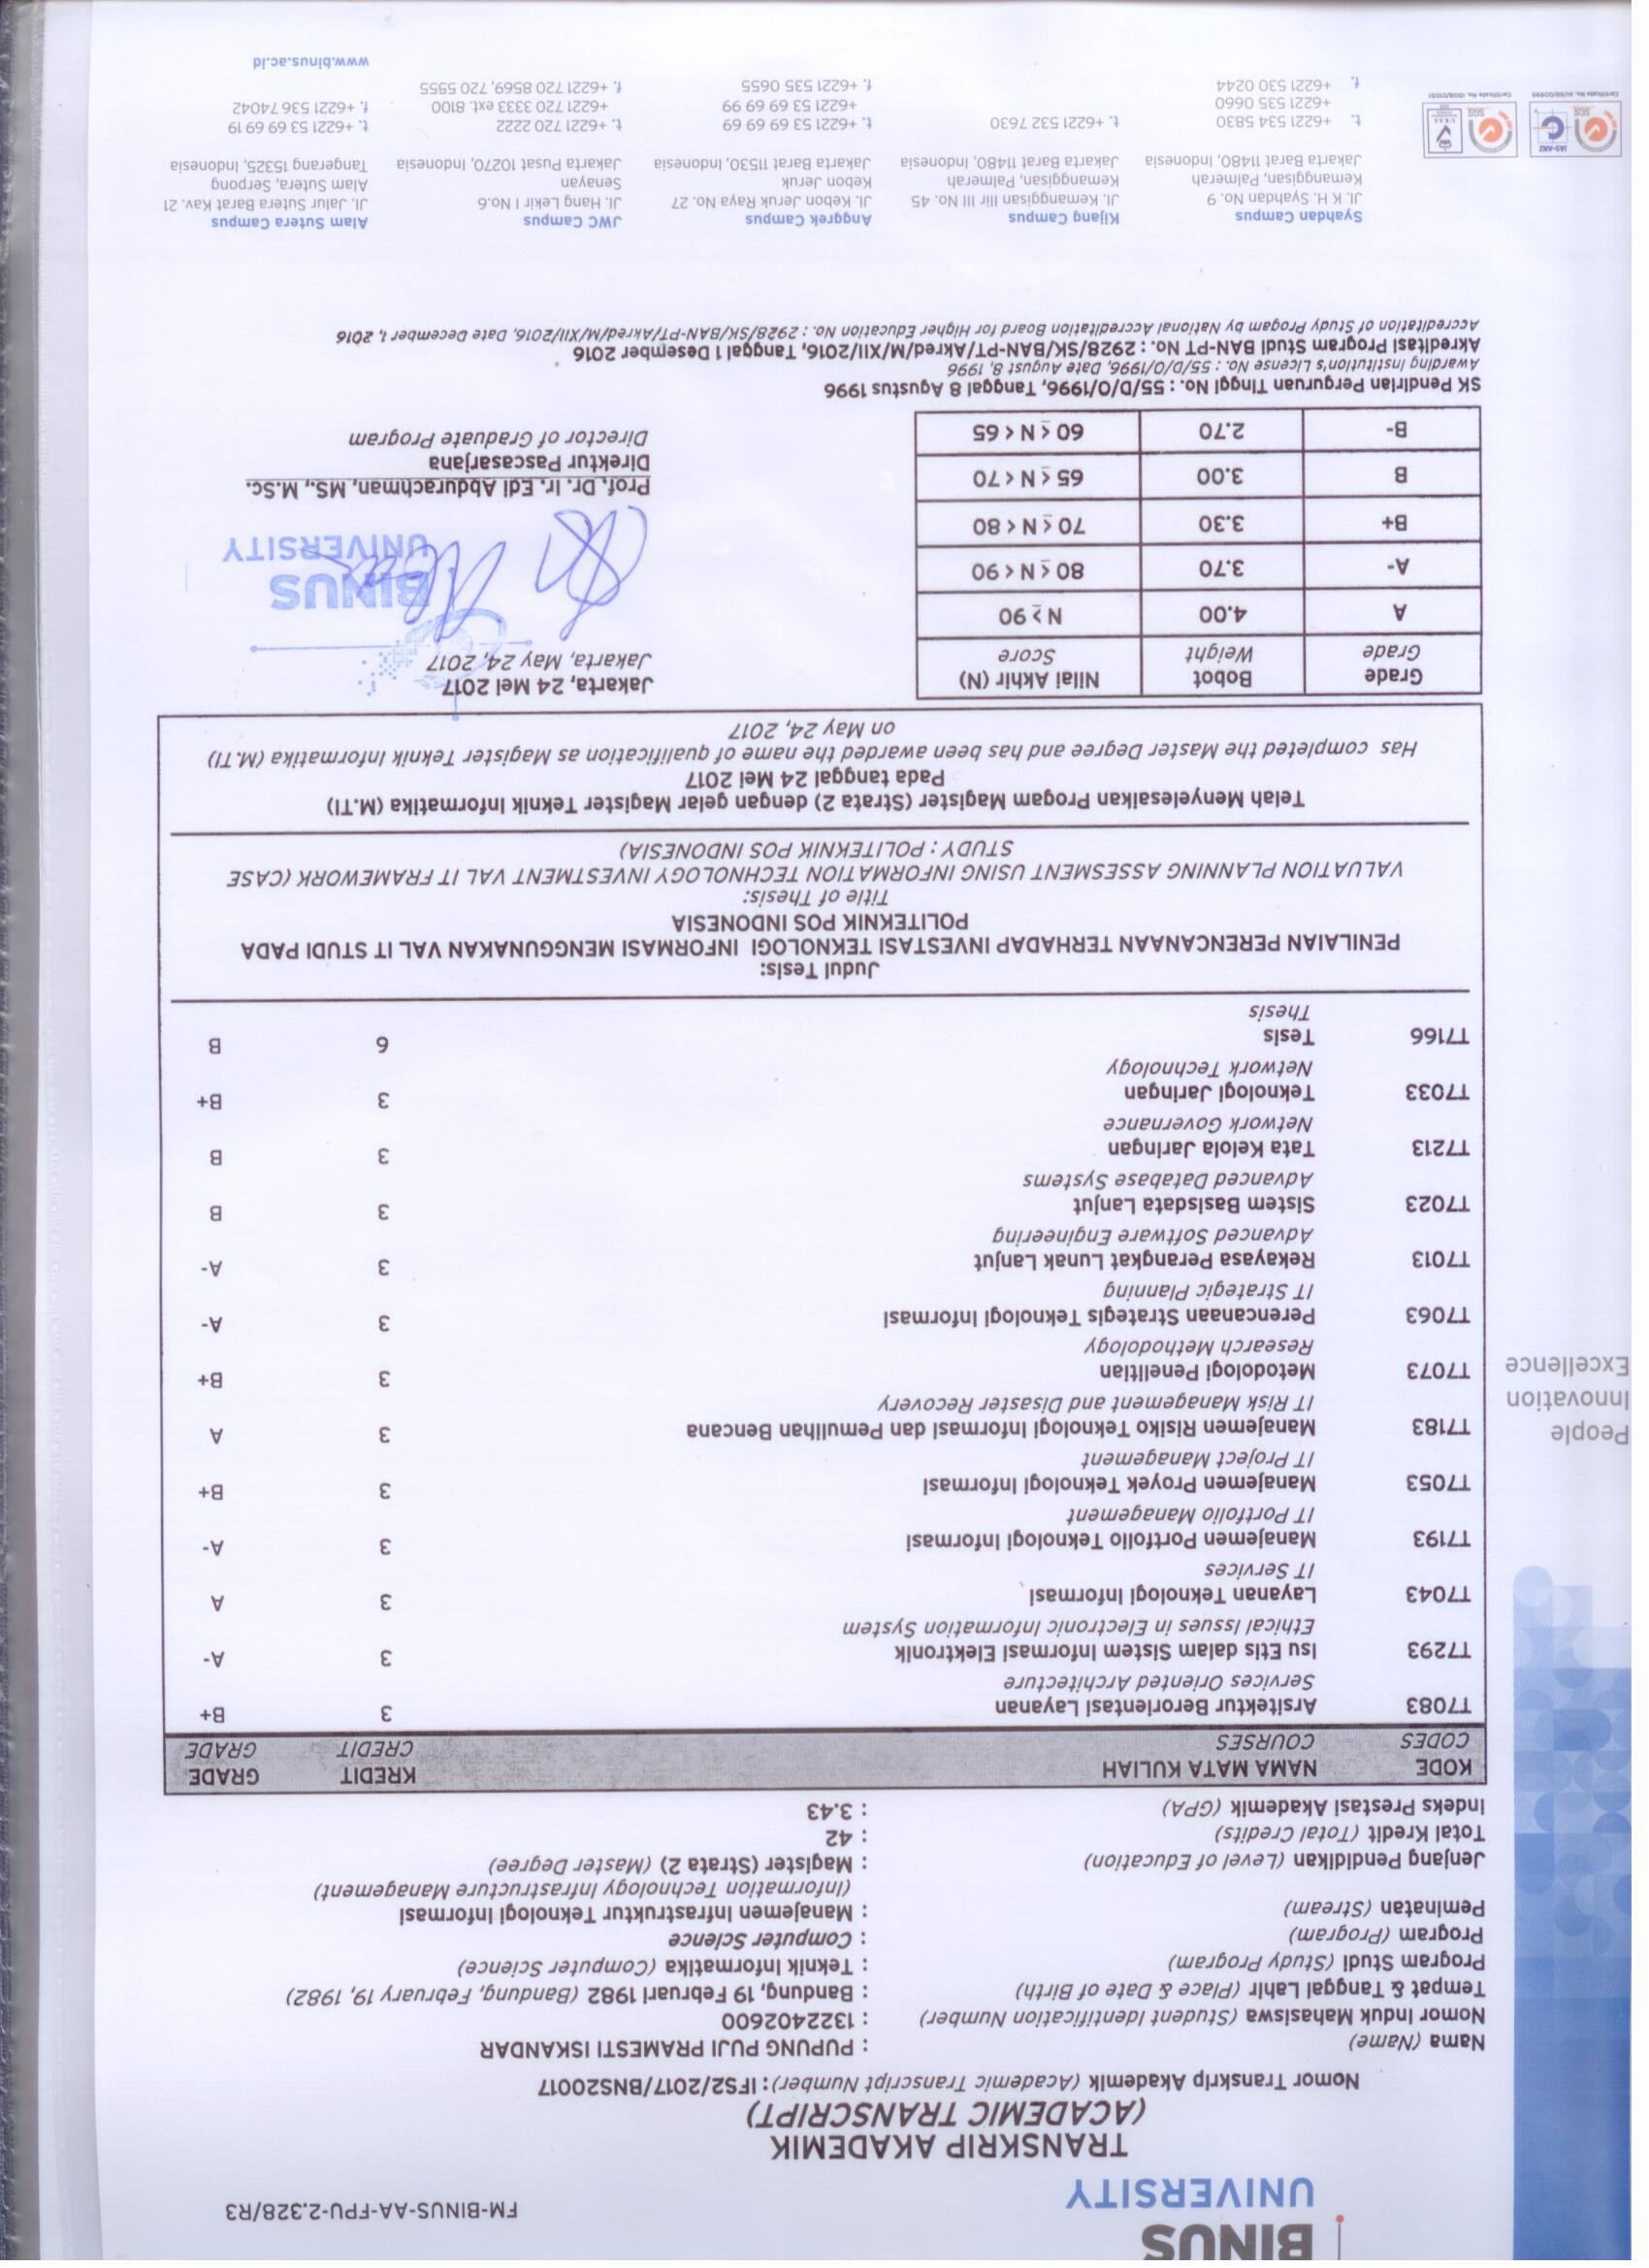 BINUS
UNIVERSITY
FM-BINUS-AA-FPU-2.328/R3
TRANSKRIP AKADEMIK
(ACADEMIC TRANSCRIPT)
Nomor Transkrip Akademik (Academic Transcript Number): IFS2/2017/BNS20017
Nama (Name) : PUPUNG PUJI PRAMESTI ISKANDAR
Nomor Induk Mahasiswa (Student Identification Number) : 1322402600
Tempat & Tanggal Lahir (Place & Date of Birth) : Bandung, 19 Februari 1982 (Bandung, February 19, 1982)
Program Studi (Study Program) : Teknik Informatika (Computer Science)
Program (Program) : Computer Science
Peminatan (Stream) : Manajemen Infrastruktur Teknologi Informasi
(Information Technology Infrastructure Management)
Jenjang Pendidikan (Level of Education) : Magister (Strata 2) (Master Degree)
Total Kredit (Total Credits) : 42
Indeks Prestasi Akademik (GPA) : 3.43
KODE NAMA MATA KULIAH KREDIT GRADE
CODES COURSES CREDIT GRADE
T7083 Arsitektur Berorientasi Layanan 3 B+
Services Oriented Architecture
T7293 Isu Etis dalam Sistem Informasi Elektronik 3 A-
Ethical Issues in Electronic Information System
T7043 Layanan Teknologi Informasi 3 A
IT Services
T7193 Manajemen Portfolio Teknologi Informasi 3 A-
IT Portfolio Management
T7053 Manajemen Proyek Teknologi Informasi 3 B+
IT Project Management
T7183 Manajemen Risiko Teknologi Informasi dan Pemulihan Bencana 3 A
IT Risk Management and Disaster Recovery
T7073 Metodologi Penelitian 3 B+
Research Methodology
T7063 Perencanaan Strategis Teknologi Informasi 3 A-
IT Strategic Planning
T7013 Rekayasa Perangkat Lunak Lanjut 3 A-
Advanced Software Engineering
T7023 Sistem Basisdata Lanjut 3 B
Advanced Database Systems
T7213 Tata Kelola Jaringan 3 B
Network Governance
T7033 Teknologi Jaringan 3 B+
Network Technology
T7166 Tesis 6 B
Thesis
People
Innovation
Excellence
Judul Tesis:
PENILAIAN PERENCANAAN TERHADAP INVESTASI TEKNOLOGI INFORMASI MENGGUNAKAN VAL IT STUDI PADA
POLITEKNIK POS INDONESIA
Title of Thesis:
VALUATION PLANNING ASSESMENT USING INFORMATION TECHNOLOGY INVESTMENT VAL IT FRAMEWORK (CASE
STUDY : POLITEKNIK POS INDONESIA)
Telah Menyelesaikan Progam Magister (Strata 2) dengan gelar Magister Teknik Informatika (M.TI)
Pada tanggal 24 Mei 2017
Has completed the Master Degree and has been awarded the name of qualification as Magister Teknik Informatika (M.TI)
on May 24, 2017
Grade Bobot Nilai Akhir (N)
Grade Weight Score
A 4.00 N ≥ 90
A- 3.70 80 ≤ N < 90
B+ 3.30 70 ≤ N < 80
B 3.00 65 ≤ N < 70
B- 2.70 60 ≤ N < 65
Jakarta, 24 Mei 2017
Jakarta, May 24, 2017
BINUS
UNIVERSITY
Prof. Dr. Ir. Edi Abdurachman, MS., M.Sc.
Direktur Pascasarjana
Director of Graduate Program
SK Pendirian Perguruan Tinggi No. : 55/D/O/1996, Tanggal 8 Agustus 1996
Awarding Institution's License No. : 55/D/O/1996, Date August 8, 1996
Akreditasi Program Studi BAN-PT No. : 2928/SK/BAN-PT/Akred/M/XII/2016, Tanggal 1 Desember 2016
Accreditation of Study Progam by National Accreditation Board for Higher Education No. : 2928/SK/BAN-PT/Akred/M/XII/2016, Date December 1, 2016
Syahdan Campus
Jl. K H. Syahdan No. 9
Kemanggisan, Palmerah
Jakarta Barat 11480, Indonesia
t. +6221 534 5830
+6221 535 0660
f. +6221 530 0244
Kijang Campus
Jl. Kemanggisan Ilir III No. 45
Kemanggisan, Palmerah
Jakarta Barat 11480, Indonesia
t. +6221 532 7630
Anggrek Campus
Jl. Kebon Jeruk Raya No. 27
Kebon Jeruk
Jakarta Barat 11530, Indonesia
t. +6221 53 69 69 69
+6221 53 69 69 99
f. +6221 535 0655
JWC Campus
Jl. Hang Lekir I No.6
Senayan
Jakarta Pusat 10270, Indonesia
t. +6221 720 2222
+6221 720 3333 ext. 8100
f. +6221 720 8569, 720 5555
Alam Sutera Campus
Jl. Jalur Sutera Barat Kav. 21
Alam Sutera, Serpong
Tangerang 15325, Indonesia
t. +6221 53 69 69 19
f. +6221 536 74042
www.binus.ac.id
JAS-ANZ
SGS
SGS
UKAS